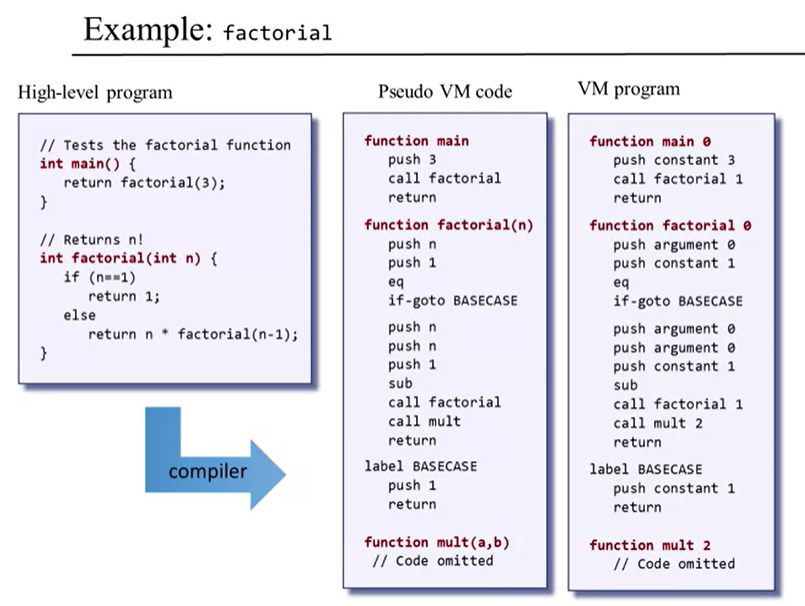 Example: factorial
High-level program
// Tests the factorial function
int main() {
return factorial(3);
}
// Returns n!
int factorial(int n) {
if (n==1)
return 1;
else
return n * factorial(n-1);
}
compiler
Pseudo VM code
function main
push 3
call factorial
return
function factorial(n)
push n
push 1
eq
if-goto BASECASE
push n
push n
push 1
sub
call factorial
call mult
return
label BASECASE
push 1
return
function mult(a,b)
// Code omitted
VM program
function main 0
push constant 3
call factorial 1
return
function factorial 0
push argument 0
push constant 1
eq
if-goto BASECASE
push argument 0
push argument 0
push constant 1
sub
call factorial 1
call mult 2
return
label BASECASE
push constant 1
return
function mult 2
// Code omitted